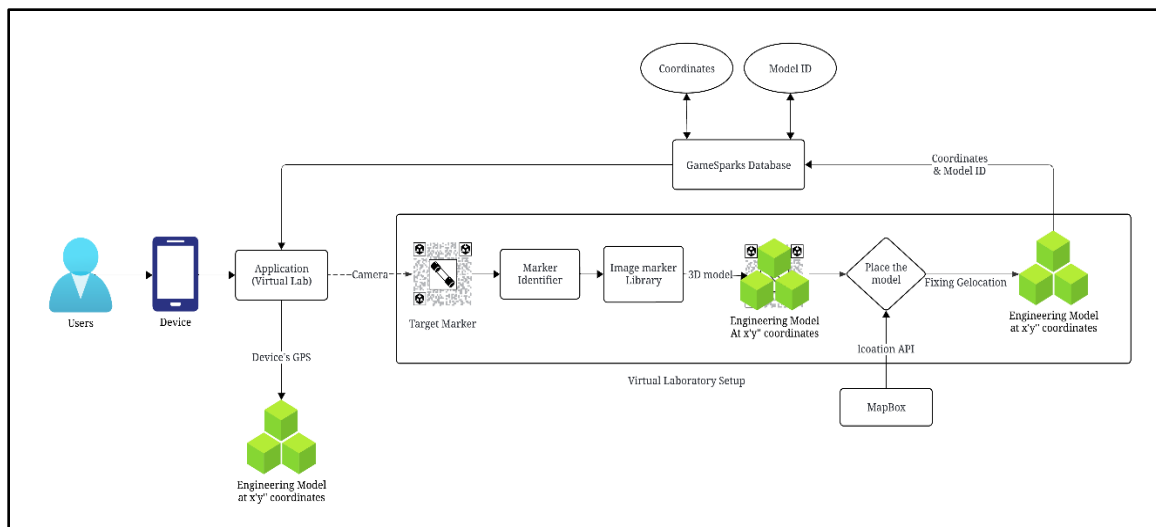 Coordinates
Model ID
GameSparks Database
Coordinates
& Model ID
Application
(Virtual Lab)
Camera
Marker
Identifier
Image marker
Library
3D model
Place the
model
Fixing Gelocation
Users
Device
Target Marker
Engineering Model
At x'y" coordinates
Engineering Model
at x'y" coordinates
Device's GPS
lcoation API
Virtual Laboratory Setup
MapBox
Engineering Model
at x'y" coordinates